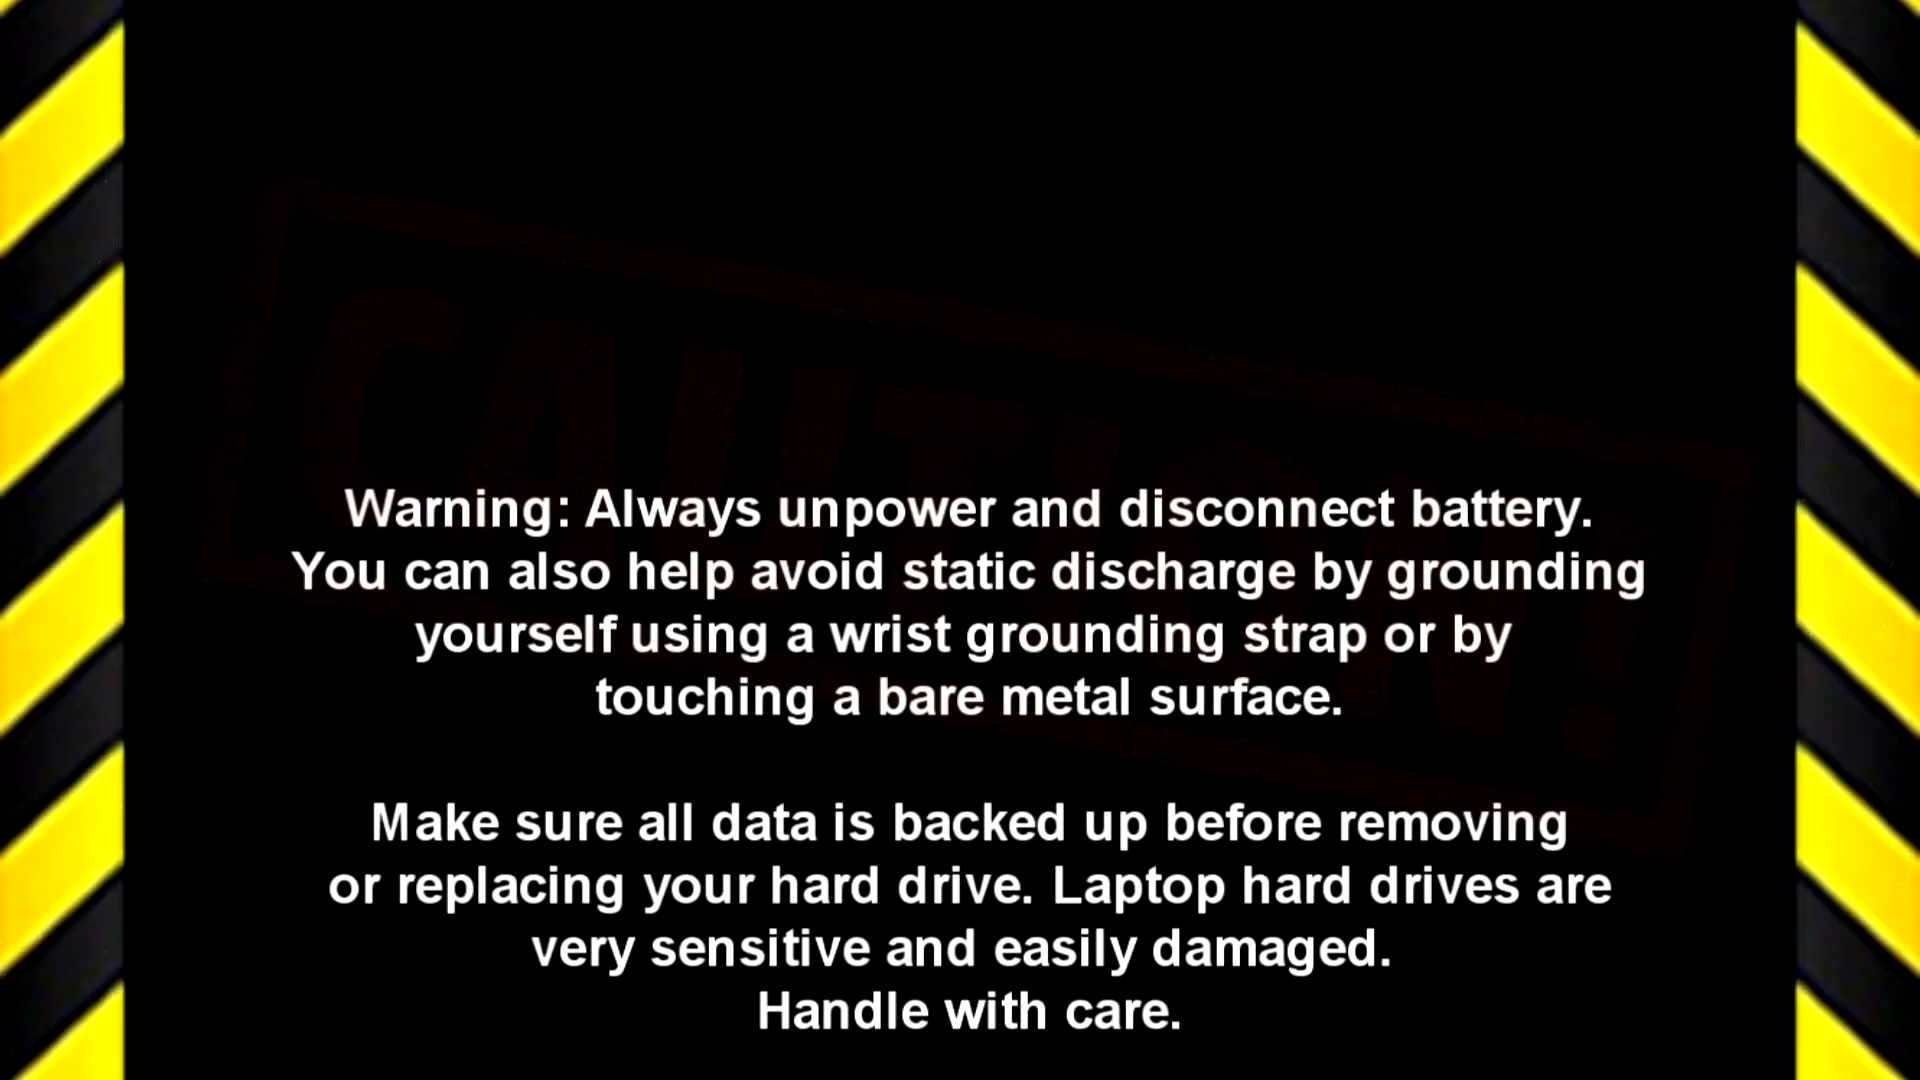 CAUTION!
Warning: Always unpower and disconnect battery.
You can also help avoid static discharge by grounding
yourself using a wrist grounding strap or by
touching a bare metal surface.
Make sure all data is backed up before removing
or replacing your hard drive. Laptop hard drives are
very sensitive and easily damaged.
Handle with care.